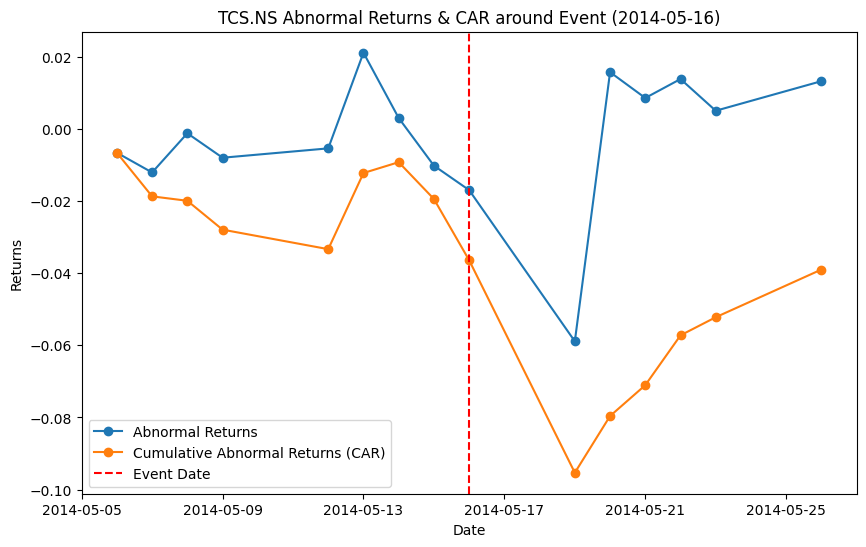 TCS.NS Abnormal Returns & CAR around Event (2014-05-16)
Returns
0.02
0.00
−0.02
−0.04
−0.06
−0.08
−0.10
Abnormal Returns
Cumulative Abnormal Returns (CAR)
Event Date
2014-05-05 2014-05-09 2014-05-13 2014-05-17 2014-05-21 2014-05-25
Date